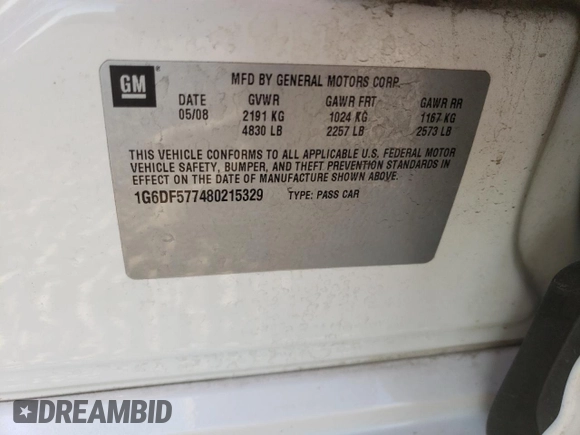 GM
MFD BY GENERAL MOTORS CORP.
DATE GVWR GAWR FRT GAWR RR
05/08 2191 KG 1024 KG 1167 KG
4830 LB 2257 LB 2573 LB
THIS VEHICLE CONFORMS TO ALL APPLICABLE U.S. FEDERAL MOTOR
VEHICLE SAFETY, BUMPER, AND THEFT PREVENTION STANDARDS IN
EFFECT ON THE DATE OF MANUFACTURE SHOWN ABOVE.
1G6DF577480215329 TYPE: PASS CAR
DREAMBID